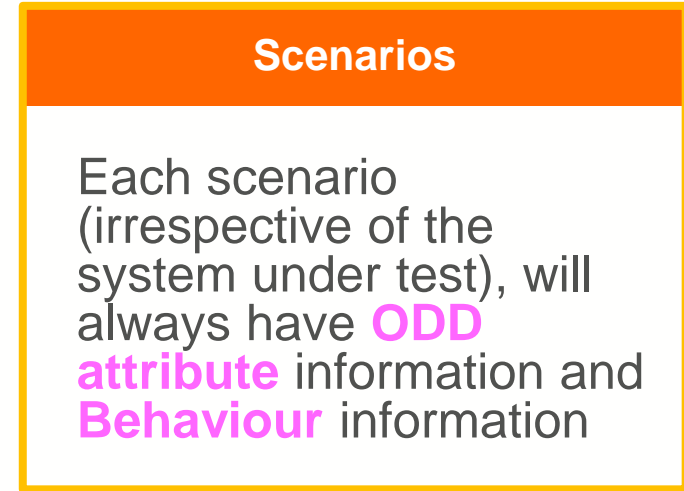 Scenarios
Each scenario
(irrespective of the
system under test), will
always have ODD
attribute information and
Behaviour information